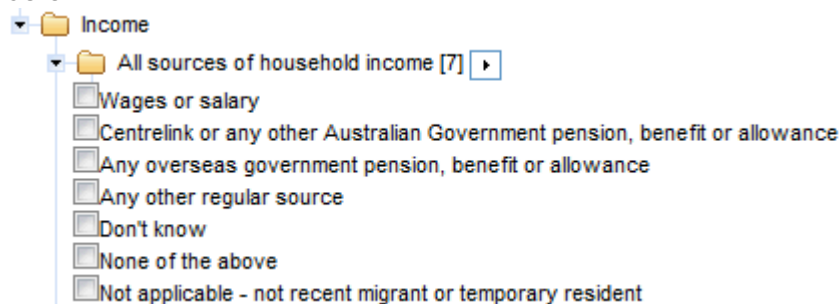 Income
All sources of household income [7]
Wages or salary
Centrelink or any other Australian Government pension, benefit or allowance
Any overseas government pension, benefit or allowance
Any other regular source
Don't know
None of the above
Not applicable - not recent migrant or temporary resident